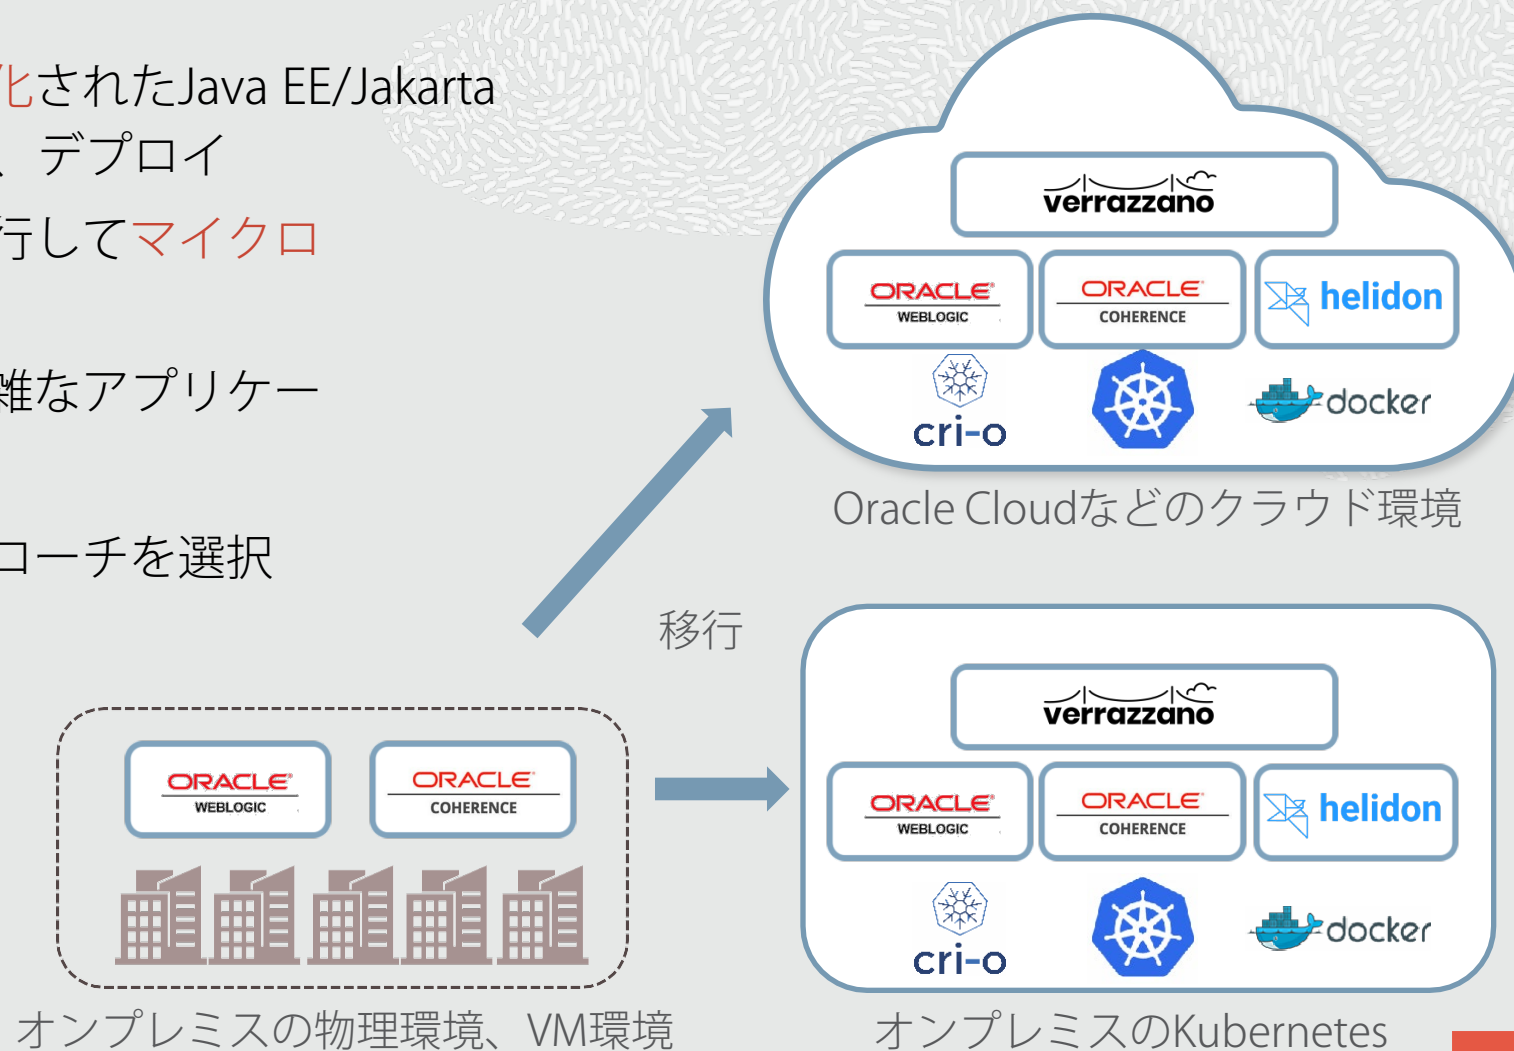 化されたJava EE/Jakarta
、デプロイ
行してマイクロ
雑なアプリケー
ローチを選択
verrazzano
ORACLE
WEBLOGIC
ORACLE
COHERENCE
helidon
cri-o
docker
Oracle Cloudなどのクラウド環境
移行
verrazzano
ORACLE
WEBLOGIC
ORACLE
COHERENCE
helidon
cri-o
docker
オンプレミスのKubernetes
ORACLE
WEBLOGIC
ORACLE
COHERENCE
オンプレミスの物理環境、VM環境